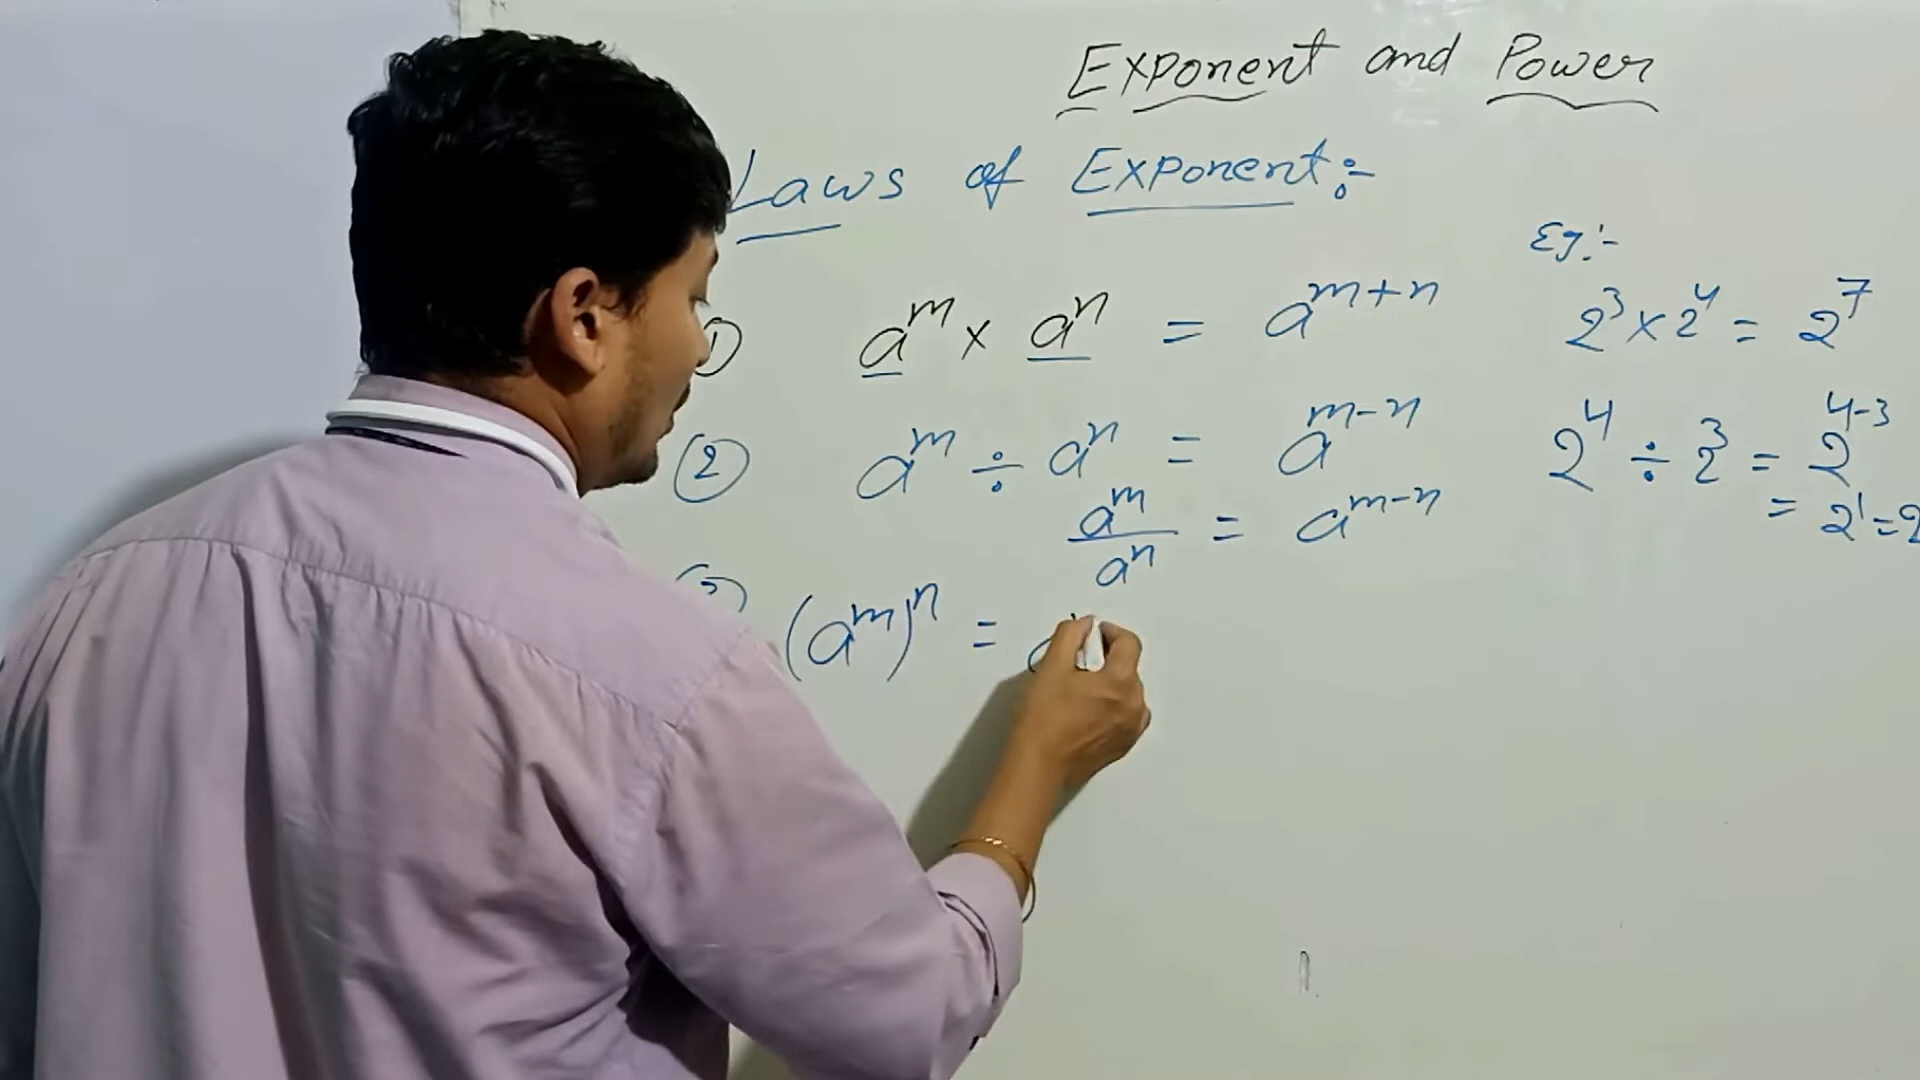 Exponent and Power
Laws of Exponent:-
Eg:-
① a^m × a^n = a^{m+n} 2^3 × 2^4 = 2^7
② a^m ÷ a^n = a^{m-n} 2^4 ÷ 2^3 = 2^{4-3}
a^m/a^n = a^{m-n} = 2^1 = 2
(a^m)^n =